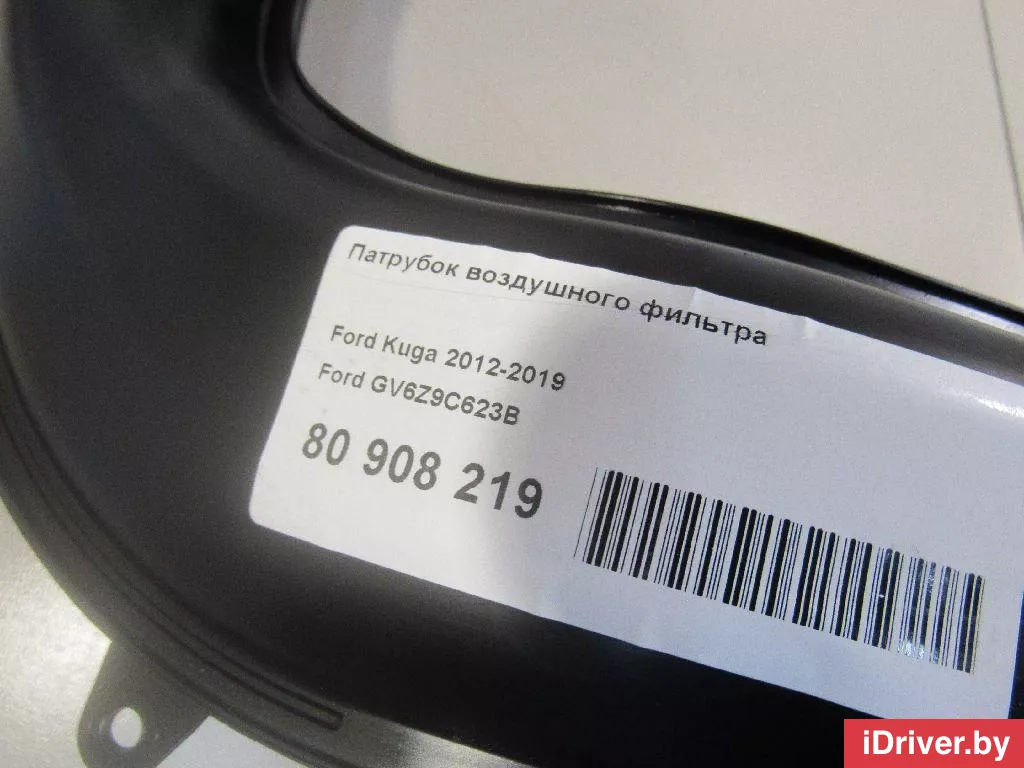 Патрубок воздушного фильтра
Ford Kuga 2012-2019
Ford GV6Z9C623B
80 908 219
iDriver.by